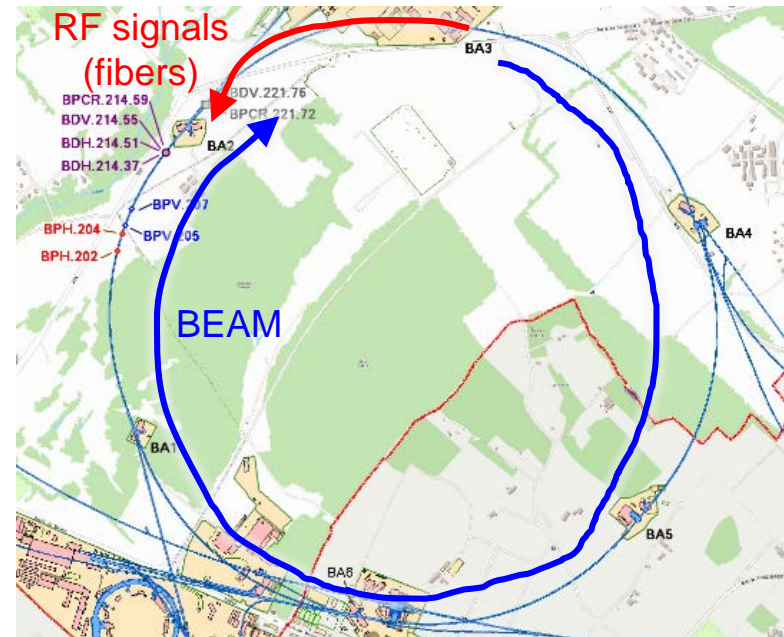 RF signals
(fibers)
BA3
BPCR.214.59
BDV.214.55
BDH.214.51
BDH.214.37
BDV.221.76
BPCR.221.72
BA2
BPV.207
BPH.204
BPV.205
BPH.202
BA4
BEAM
BA1
BA5
BA6